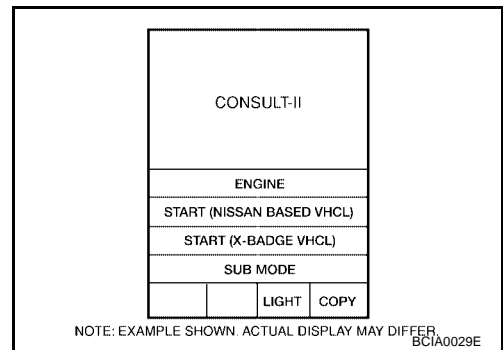 CONSULT-II
ENGINE
START (NISSAN BASED VHCL)
START (X-BADGE VHCL)
SUB MODE
LIGHT COPY
NOTE: EXAMPLE SHOWN. ACTUAL DISPLAY MAY DIFFER.
BCIA0029E